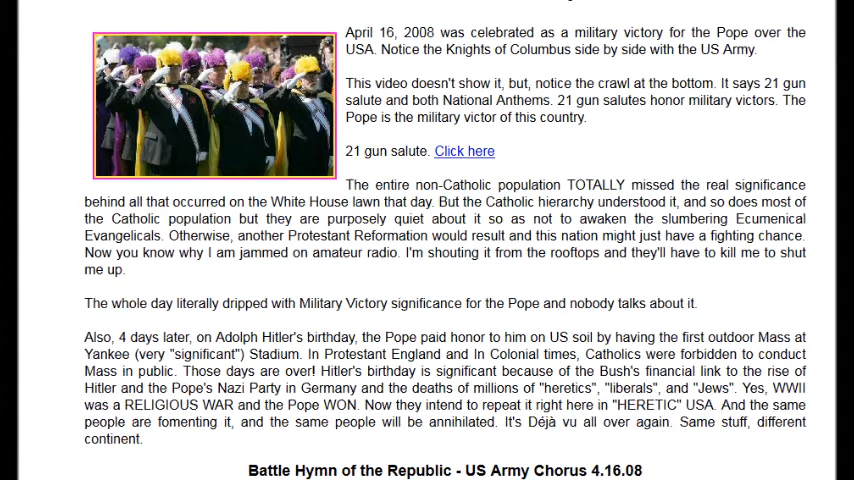 April 16, 2008 was celebrated as a military victory for the Pope over the
USA. Notice the Knights of Columbus side by side with the US Army.
This video doesn't show it, but, notice the crawl at the bottom. It says 21 gun
salute and both National Anthems. 21 gun salutes honor military victors. The
Pope is the military victor of this country.
21 gun salute. Click here
The entire non-Catholic population TOTALLY missed the real significance
behind all that occurred on the White House lawn that day. But the Catholic hierarchy understood it, and so does most of
the Catholic population but they are purposely quiet about it so as not to awaken the slumbering Ecumenical
Evangelicals. Otherwise, another Protestant Reformation would result and this nation might just have a fighting chance.
Now you know why I am jammed on amateur radio. I'm shouting it from the rooftops and they'll have to kill me to shut
me up.
The whole day literally dripped with Military Victory significance for the Pope and nobody talks about it.
Also, 4 days later, on Adolph Hitler's birthday, the Pope paid honor to him on US soil by having the first outdoor Mass at
Yankee (very "significant") Stadium. In Protestant England and In Colonial times, Catholics were forbidden to conduct
Mass in public. Those days are over! Hitler's birthday is significant because of the Bush's financial link to the rise of
Hitler and the Pope's Nazi Party in Germany and the deaths of millions of "heretics", "liberals", and "Jews". Yes, WWII
was a RELIGIOUS WAR and the Pope WON. Now they intend to repeat it right here in "HERETIC" USA. And the same
people are fomenting it, and the same people will be annihilated. It's Déjà vu all over again. Same stuff, different
continent.
Battle Hymn of the Republic - US Army Chorus 4.16.08